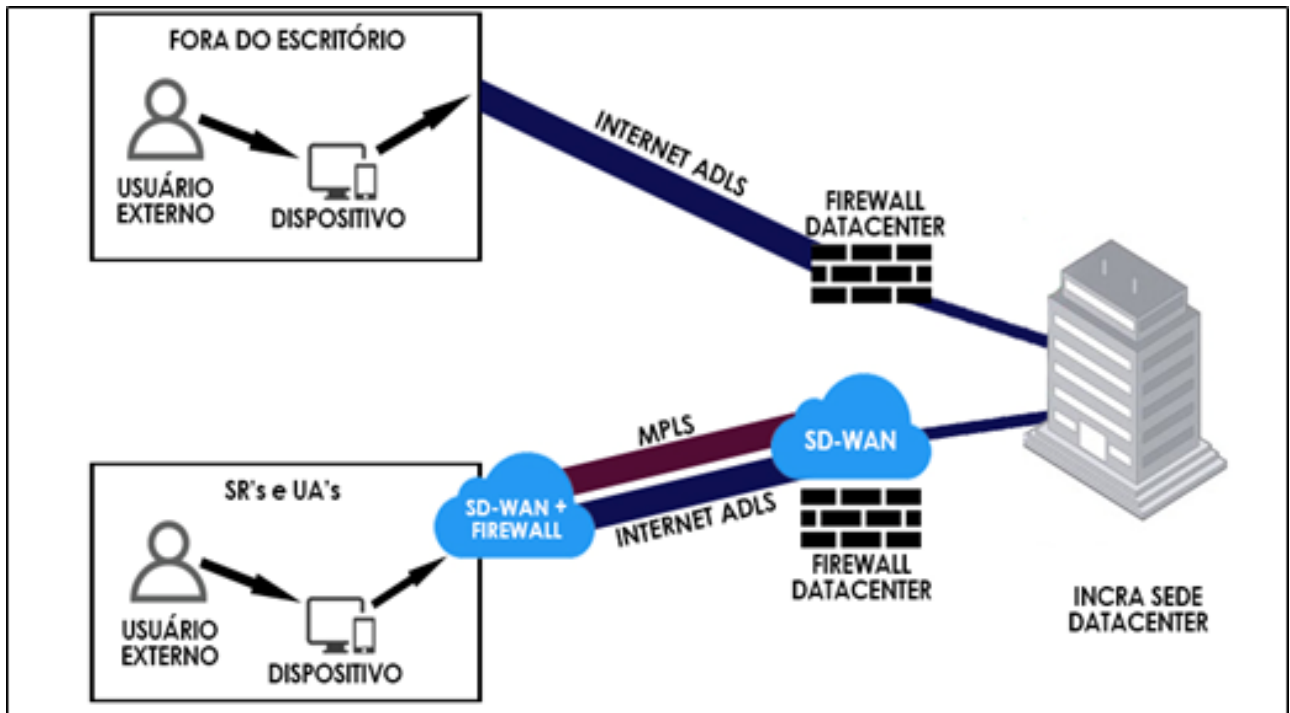 FORA DO ESCRITÓRIO
USUÁRIO
EXTERNO
DISPOSITIVO
INTERNET ADLS
FIREWALL
DATACENTER
MPLS
SD-WAN
SR's e UA's
SD-WAN +
FIREWALL
INTERNET ADLS
FIREWALL
DATACENTER
USUÁRIO
EXTERNO
DISPOSITIVO
INCRA SEDE
DATACENTER